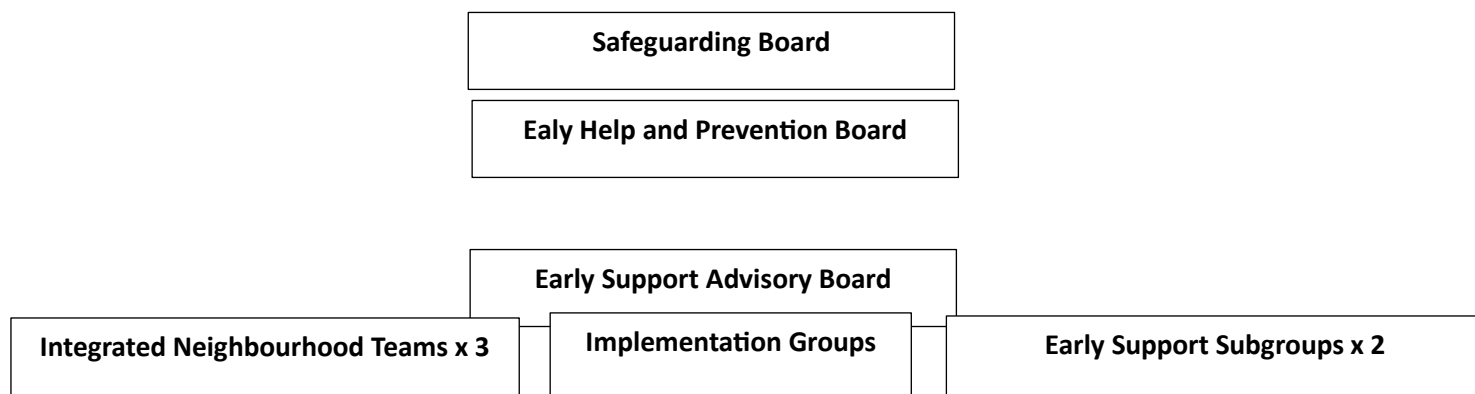 Safeguarding Board
Ealy Help and Prevention Board
Early Support Advisory Board
Integrated Neighbourhood Teams x 3
Implementation Groups
Early Support Subgroups x 2